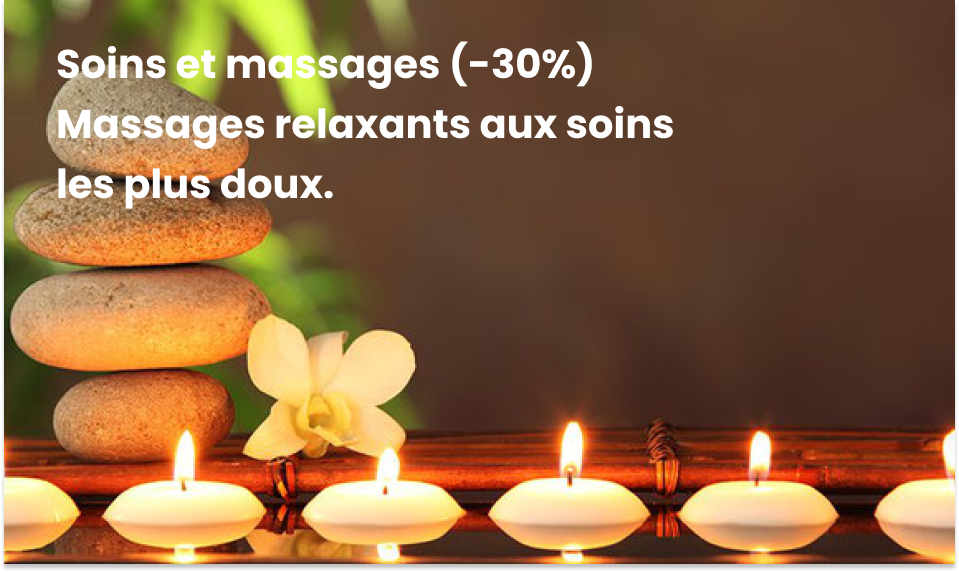 Soins et massages (-30%)
Massages relaxants aux soins
les plus doux.